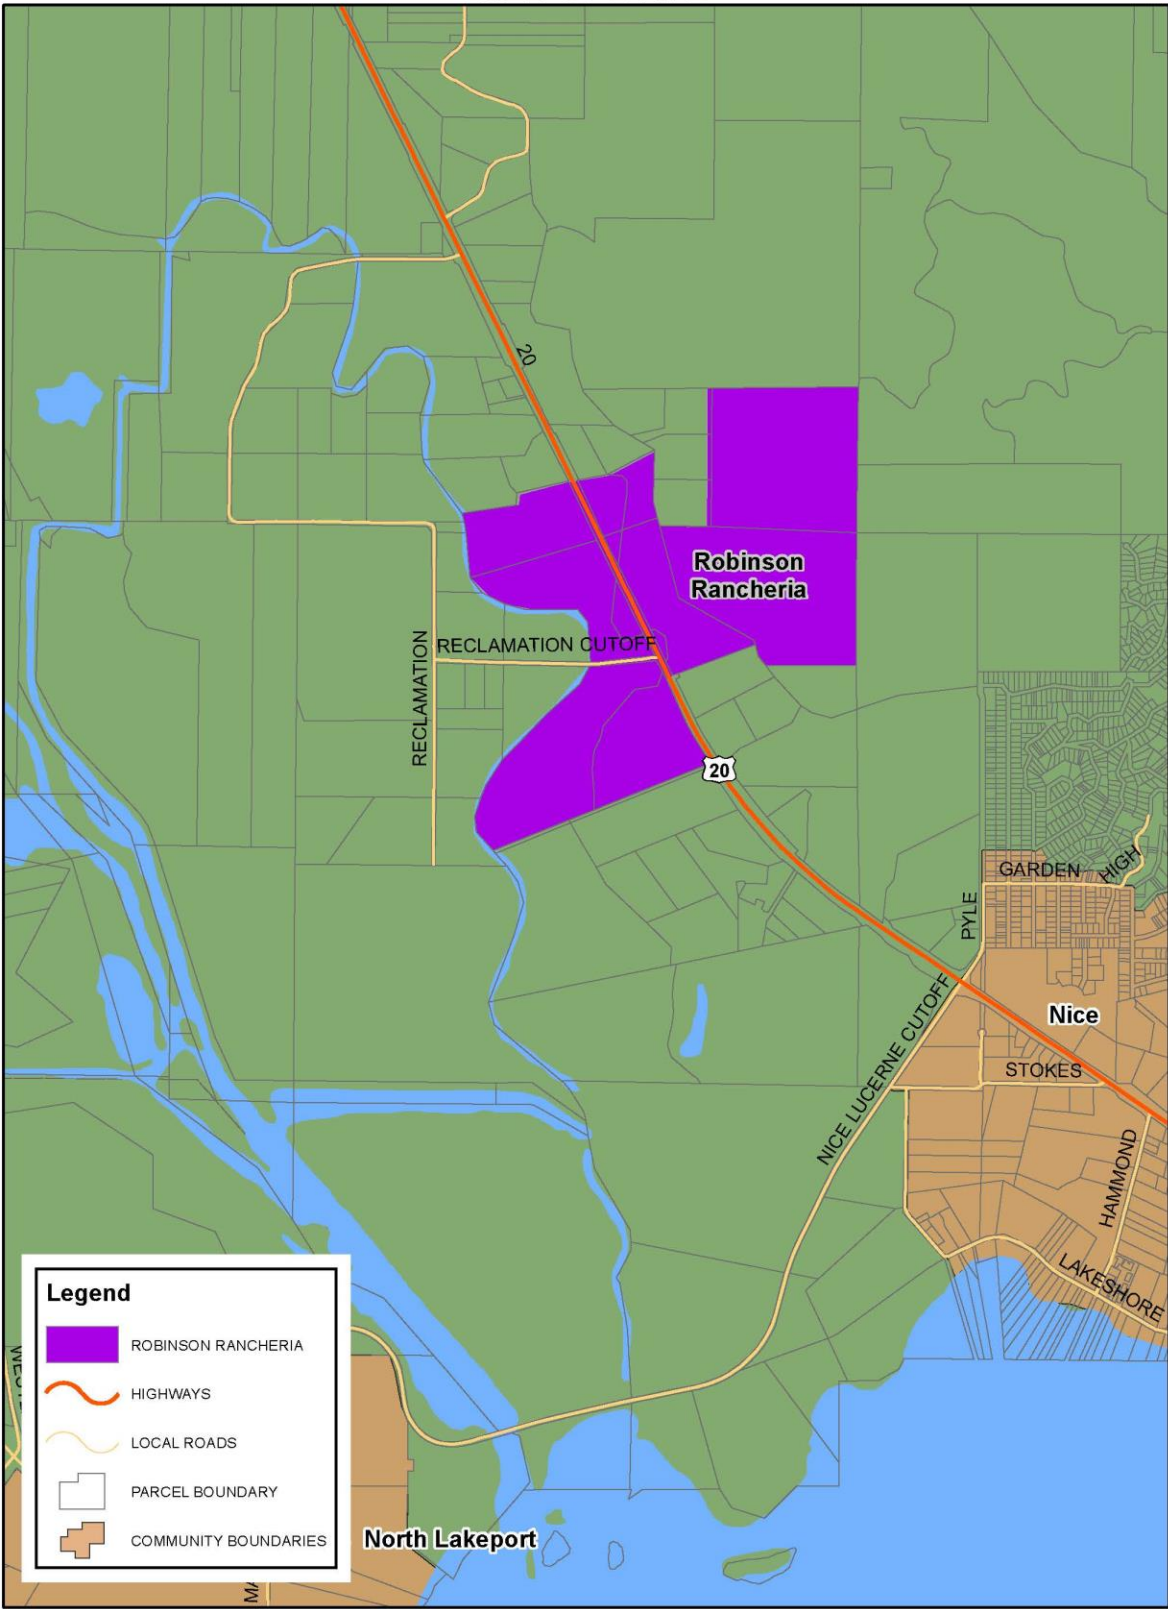 20
Robinson
Rancheria
RECLAMATION CUTOFF
RECLAMATION
20
GARDEN
HIGH
PYLE
NICE LUCERNE CUTOFF
Nice
STOKES
HAMMOND
LAKESHORE
Legend
ROBINSON RANCHERIA
HIGHWAYS
LOCAL ROADS
PARCEL BOUNDARY
COMMUNITY BOUNDARIES
North Lakeport